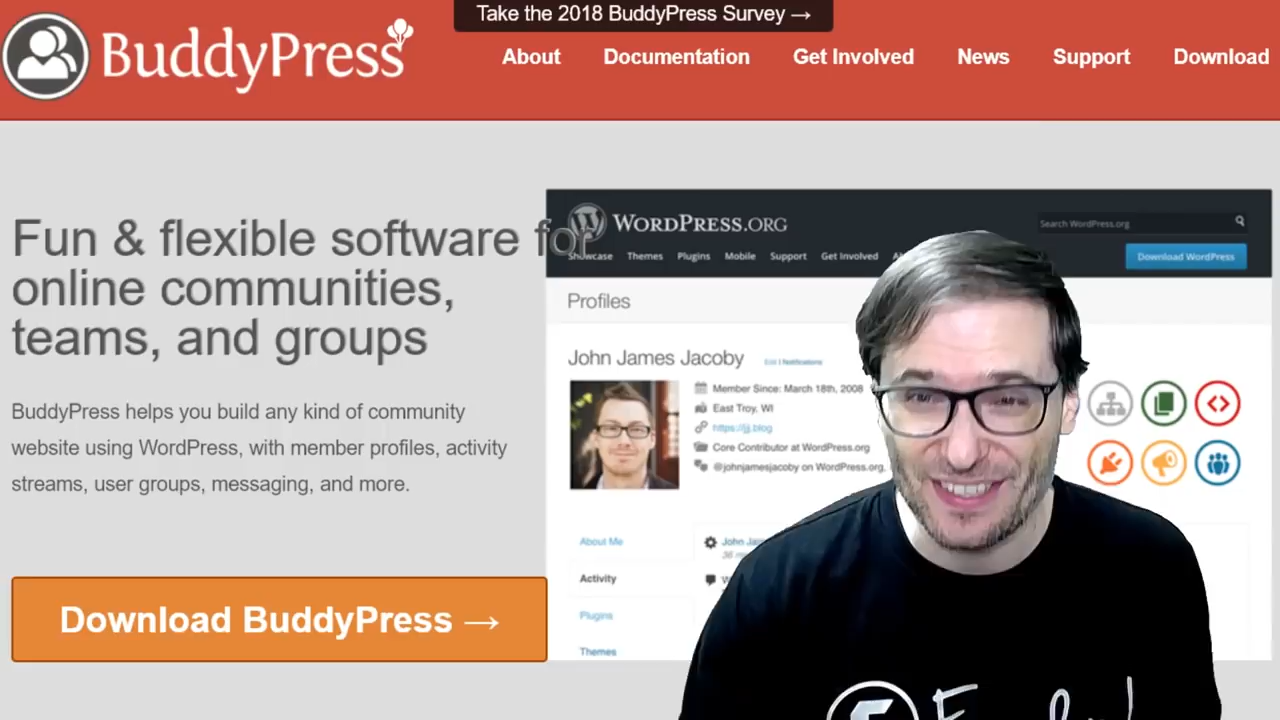 Take the 2018 BuddyPress Survey →
BuddyPress
About Documentation Get Involved News Support Download
Fun & flexible software for
online communities,
teams, and groups
BuddyPress helps you build any kind of community
website using WordPress, with member profiles, activity
streams, user groups, messaging, and more.
Download BuddyPress →
WORDPRESS.ORG
Search WordPress.org
Showcase Themes Plugins Mobile Support Get Involved
Download WordPress
Profiles
John James Jacoby Edit | Notifications
Member Since: March 18th, 2008
East Troy, WI
https://jjj.blog
Core Contributor at WordPress.org
@johnjamesjacoby on WordPress.org,
About Me
John
Activity
Plugins
Themes